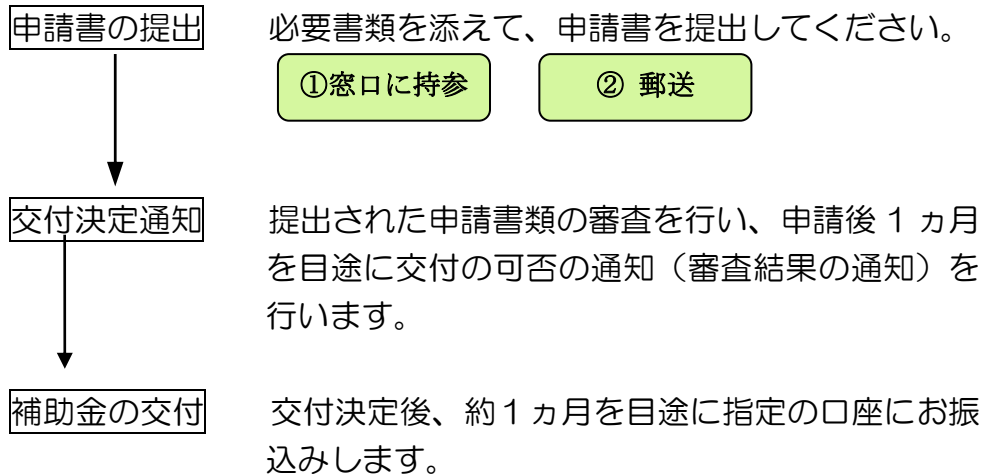 申請書の提出 必要書類を添えて、申請書を提出してください。
①窓口に持参 ② 郵送
交付決定通知 提出された申請書類の審査を行い、申請後 1 ヵ月
を目途に交付の可否の通知（審査結果の通知）を
行います。
補助金の交付 交付決定後、約１ヵ月を目途に指定の口座にお振
込みします。